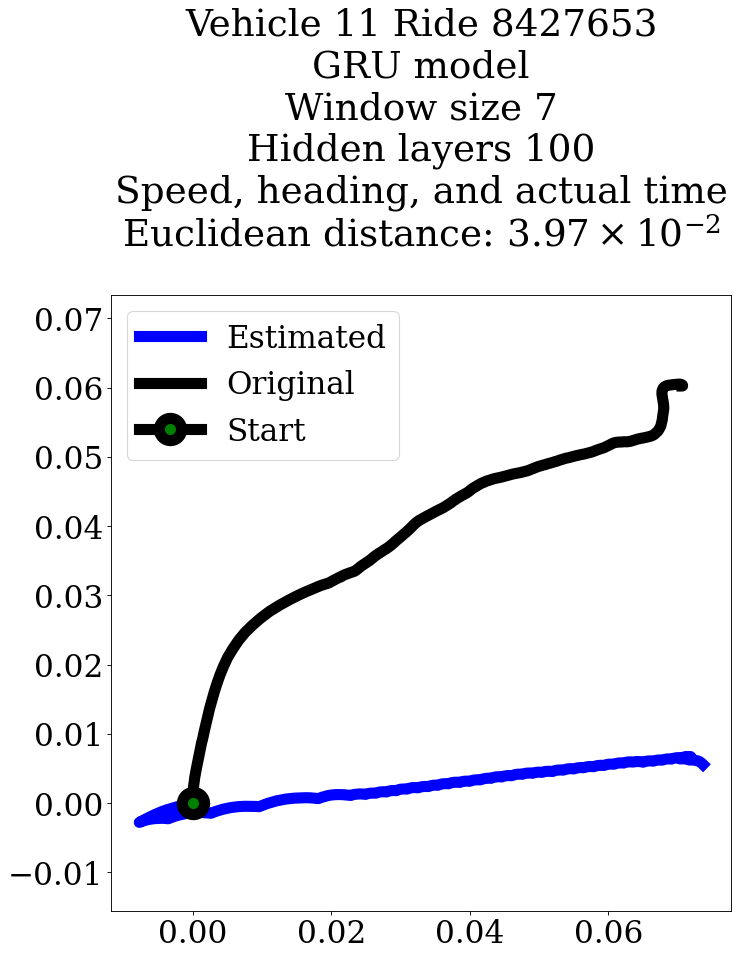 Vehicle 11 Ride 8427653
GRU model
Window size 7
Hidden layers 100
Speed, heading, and actual time
Euclidean distance: 3.97 × 10⁻²
Estimated
Original
Start
0.07
0.06
0.05
0.04
0.03
0.02
0.01
0.00
−0.01
0.00 0.02 0.04 0.06